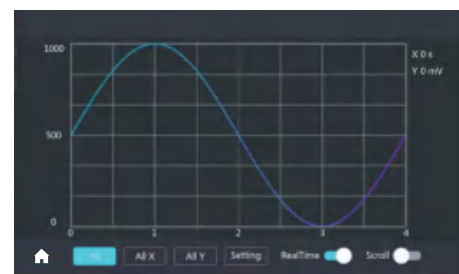 1000
X 0 s
Y 0 mV
500
0
0 1 2 3 4
All X All Y Setting RealTime Scroll